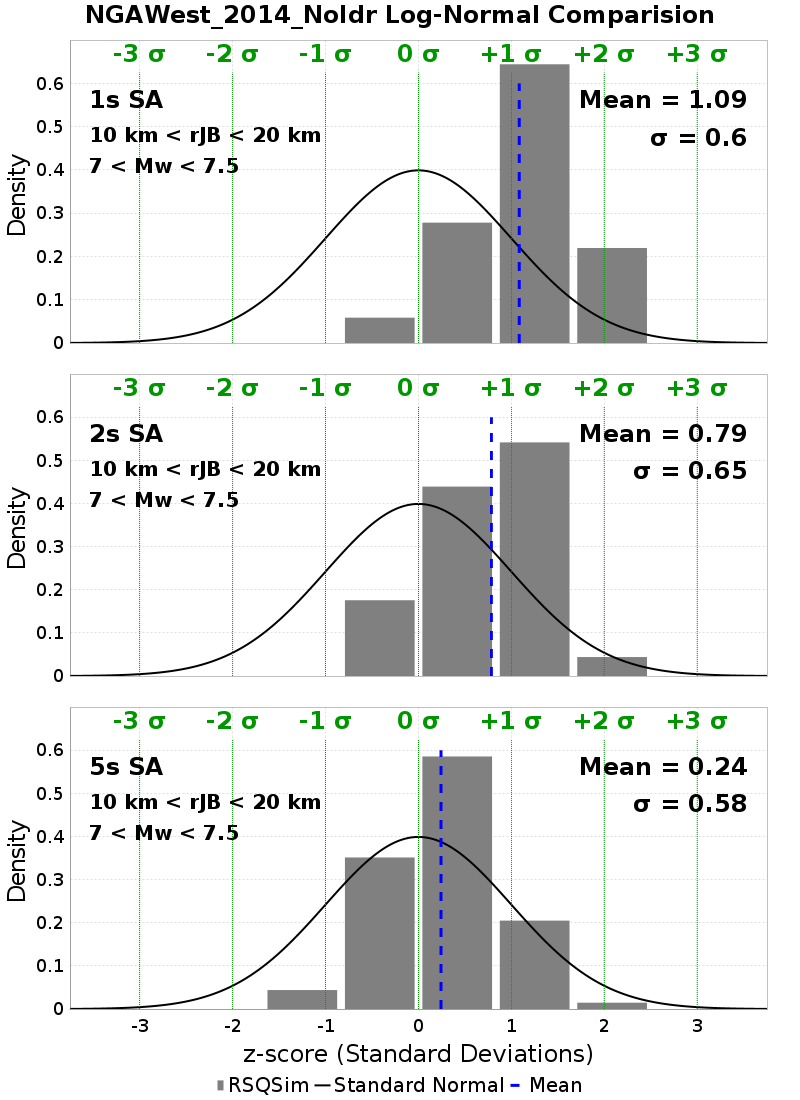 NGAWest_2014_NoIdr Log-Normal Comparision
-3 σ -2 σ -1 σ 0 σ +1 σ +2 σ +3 σ
1s SA
10 km < rJB < 20 km
7 < Mw < 7.5
Mean = 1.09
σ = 0.6
Density
0.6
0.5
0.4
0.3
0.2
0.1
0
-3 σ -2 σ -1 σ 0 σ +1 σ +2 σ +3 σ
2s SA
10 km < rJB < 20 km
7 < Mw < 7.5
Mean = 0.79
σ = 0.65
Density
0.6
0.5
0.4
0.3
0.2
0.1
0
-3 σ -2 σ -1 σ 0 σ +1 σ +2 σ +3 σ
5s SA
10 km < rJB < 20 km
7 < Mw < 7.5
Mean = 0.24
σ = 0.58
Density
0.6
0.5
0.4
0.3
0.2
0.1
0
-3 -2 -1 0 1 2 3
z-score (Standard Deviations)
RSQSim Standard Normal Mean